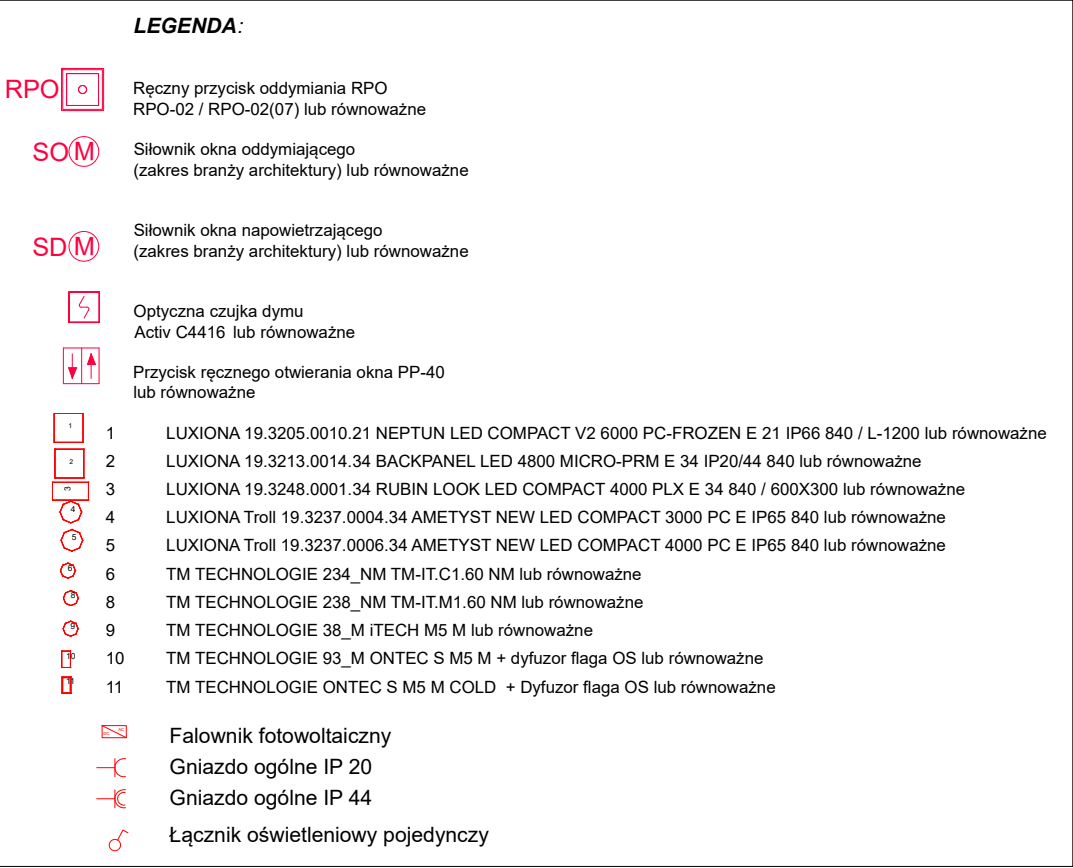 LEGENDA:
RPO
Ręczny przycisk oddymiania RPO
RPO-02 / RPO-02(07) lub równoważne
SO M
Siłownik okna oddymiającego
(zakres branży architektury) lub równoważne
SD M
Siłownik okna napowietrzającego
(zakres branży architektury) lub równoważne
Optyczna czujka dymu
Activ C4416 lub równoważne
Przycisk ręcznego otwierania okna PP-40
lub równoważne
1 1 LUXIONA 19.3205.0010.21 NEPTUN LED COMPACT V2 6000 PC-FROZEN E 21 IP66 840 / L-1200 lub równoważne
2 2 LUXIONA 19.3213.0014.34 BACKPANEL LED 4800 MICRO-PRM E 34 IP20/44 840 lub równoważne
3 3 LUXIONA 19.3248.0001.34 RUBIN LOOK LED COMPACT 4000 PLX E 34 840 / 600X300 lub równoważne
4 4 LUXIONA Troll 19.3237.0004.34 AMETYST NEW LED COMPACT 3000 PC E IP65 840 lub równoważne
5 5 LUXIONA Troll 19.3237.0006.34 AMETYST NEW LED COMPACT 4000 PC E IP65 840 lub równoważne
6 6 TM TECHNOLOGIE 234_NM TM-IT.C1.60 NM lub równoważne
8 8 TM TECHNOLOGIE 238_NM TM-IT.M1.60 NM lub równoważne
9 9 TM TECHNOLOGIE 38_M iTECH M5 M lub równoważne
10 10 TM TECHNOLOGIE 93_M ONTEC S M5 M + dyfuzor flaga OS lub równoważne
11 11 TM TECHNOLOGIE ONTEC S M5 M COLD + Dyfuzor flaga OS lub równoważne
Falownik fotowoltaiczny
Gniazdo ogólne IP 20
Gniazdo ogólne IP 44
Łącznik oświetleniowy pojedynczy